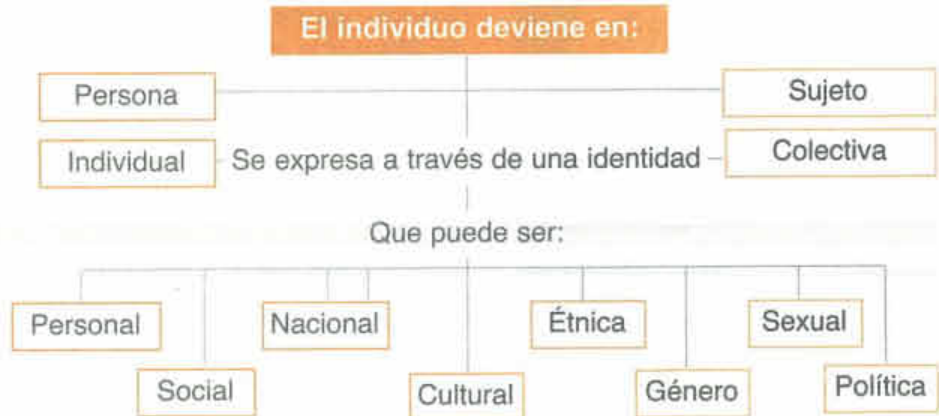 El individuo deviene en:
Persona
Sujeto
Individual
Se expresa a través de una identidad
Colectiva
Que puede ser:
Personal
Nacional
Étnica
Sexual
Social
Cultural
Género
Política